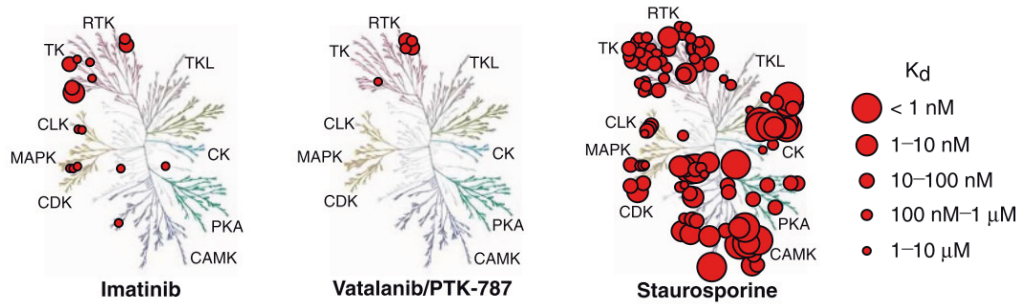 RTK
TK
TKL
CLK
MAPK
CK
CDK
PKA
CAMK
Imatinib
RTK
TK
TKL
CLK
MAPK
CK
CDK
PKA
CAMK
Vatalanib/PTK-787
RTK
TK
TKL
CLK
MAPK
CK
CDK
PKA
CAMK
Staurosporine
Kd
< 1 nM
1–10 nM
10–100 nM
100 nM–1 μM
1–10 μM